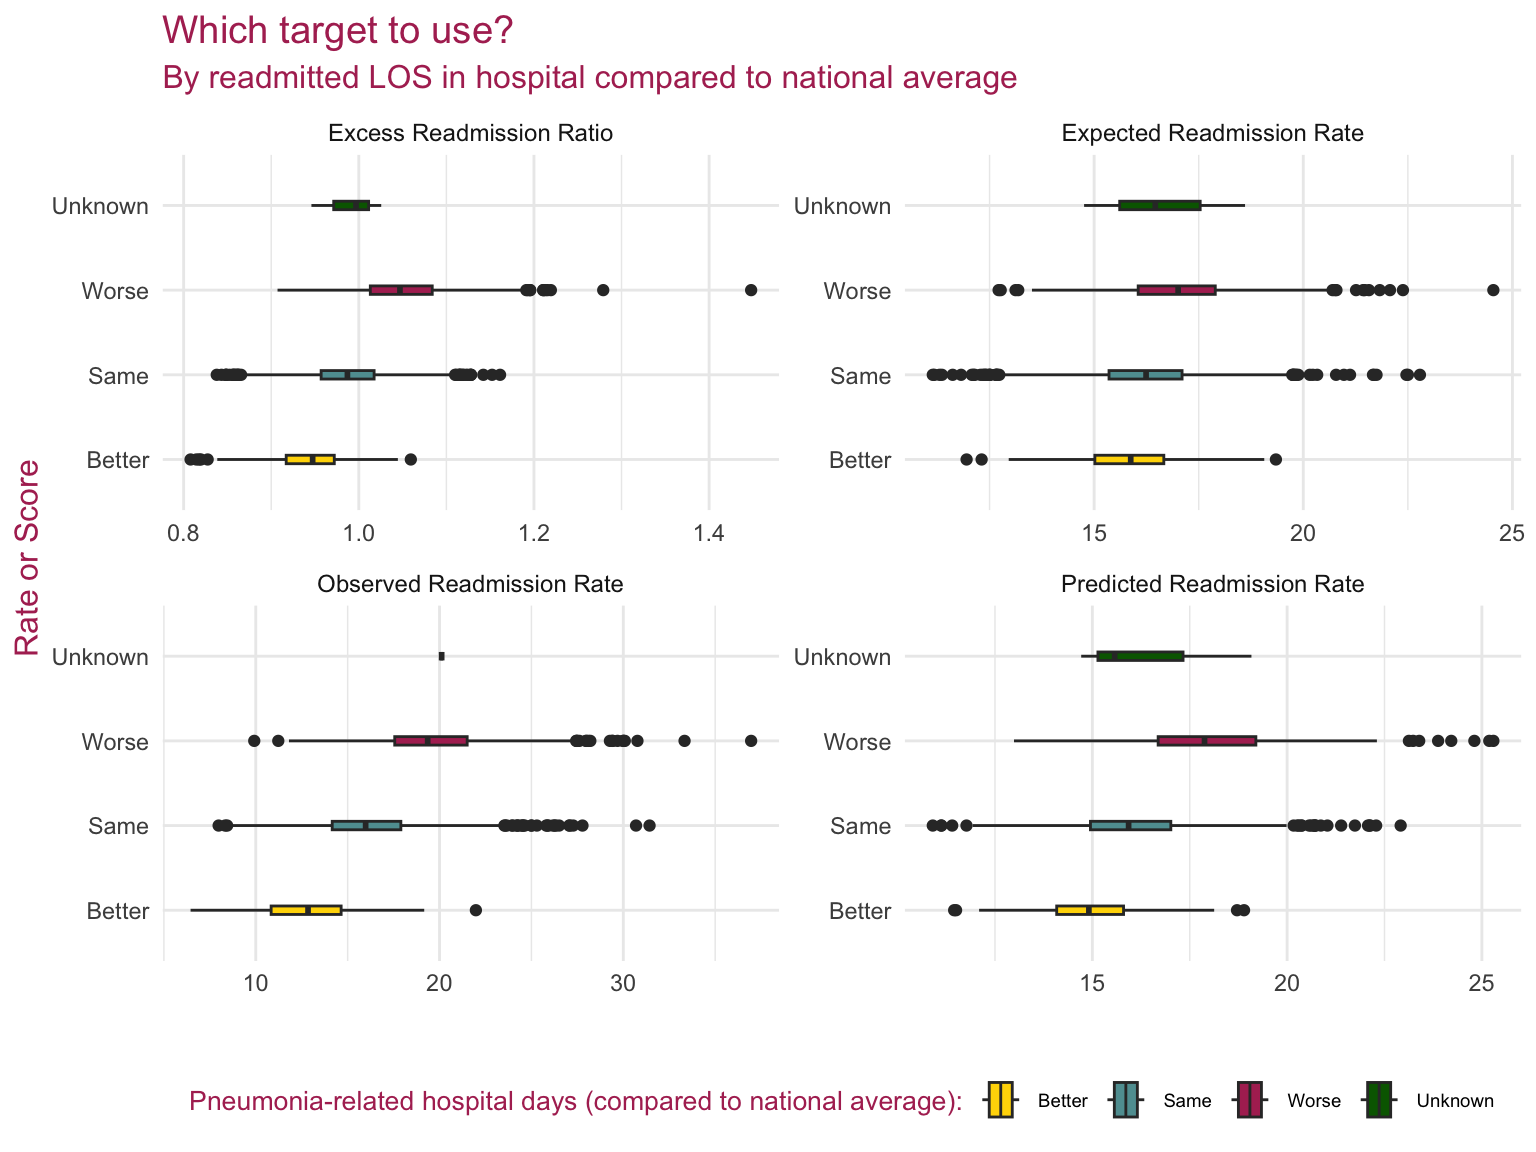 Which target to use?
By readmitted LOS in hospital compared to national average
Excess Readmission Ratio
Unknown
Worse
Same
Better
0.8 1.0 1.2 1.4
Expected Readmission Rate
Unknown
Worse
Same
Better
15 20 25
Rate or Score
Observed Readmission Rate
Unknown
Worse
Same
Better
10 20 30
Predicted Readmission Rate
Unknown
Worse
Same
Better
15 20 25
Pneumonia-related hospital days (compared to national average): Better Same Worse Unknown